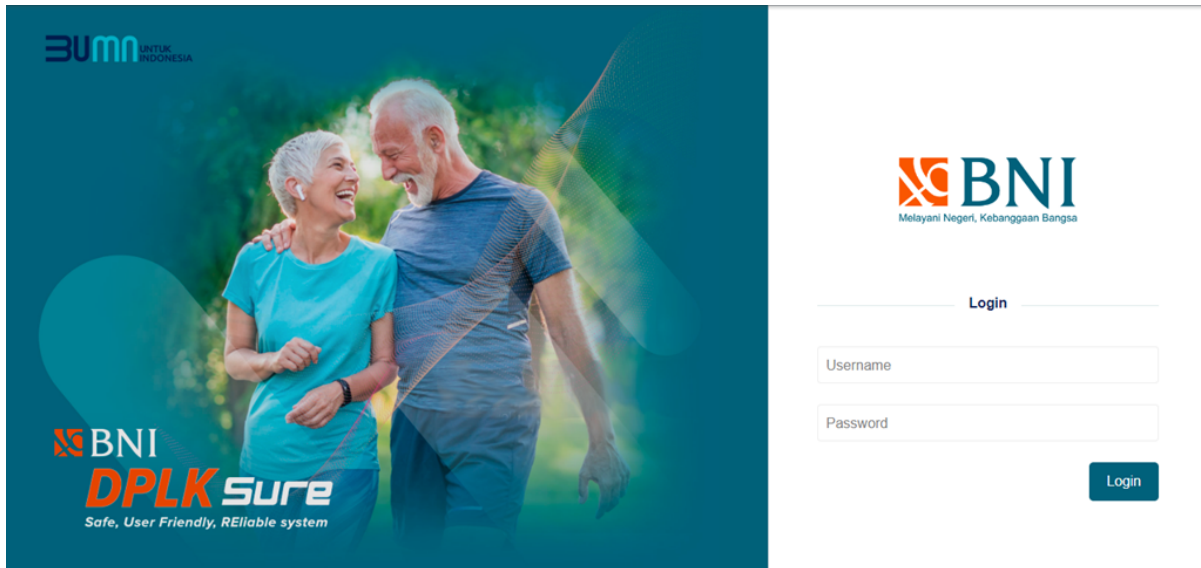 BUMN UNTUK
INDONESIA
BNI
DPLK Sure
Safe, User Friendly, REliable system
BNI
Melayani Negeri, Kebanggaan Bangsa
Login
Username
Password
Login